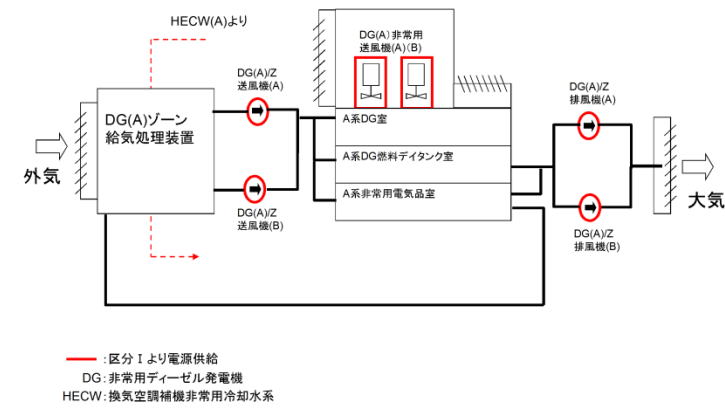 HECW(A)より
DG(A)非常用
送風機(A)(B)
DG(A)/Z
送風機(A)
DG(A)/Z
排風機(A)
DG(A)ゾーン
給気処理装置
A系DG室
A系DG燃料デイタンク室
A系非常用電気品室
外気
大気
DG(A)/Z
送風機(B)
DG(A)/Z
排風機(B)
:区分Ⅰより電源供給
DG:非常用ディーゼル発電機
HECW:換気空調補機非常用冷却水系